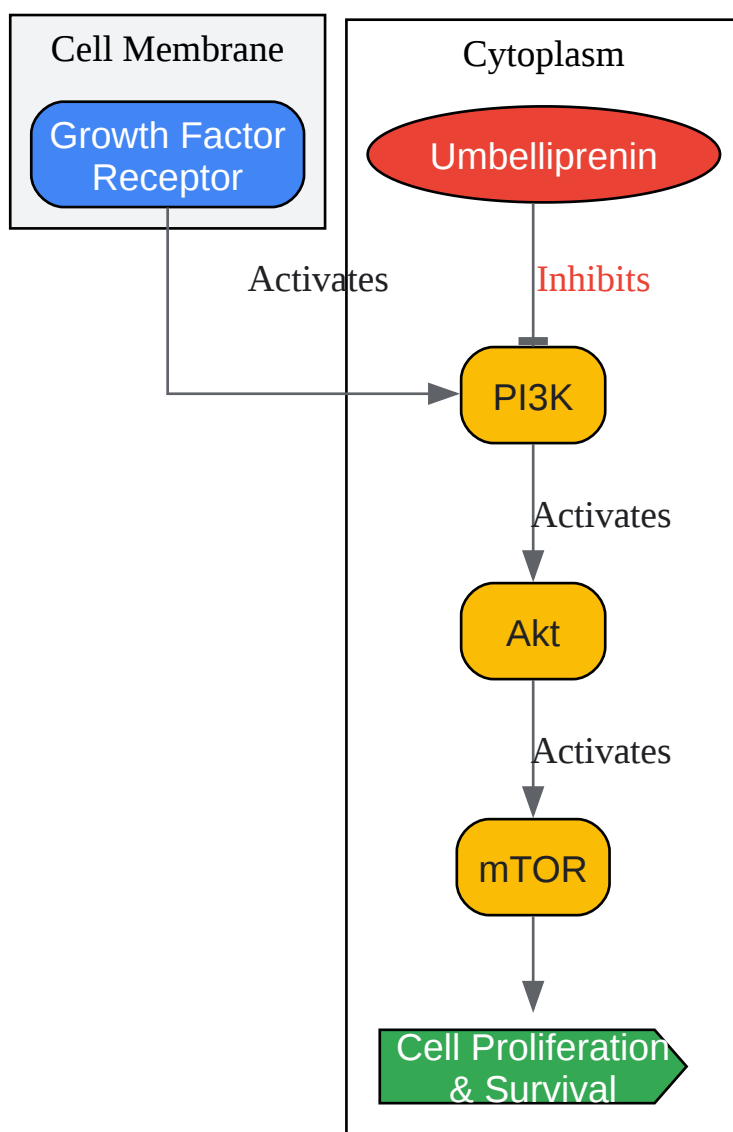 Cell Membrane
Growth Factor
Receptor
Cytoplasm
Umbelliprenin
Activates
Inhibits
PI3K
Activates
Akt
Activates
mTOR
Cell Proliferation
& Survival